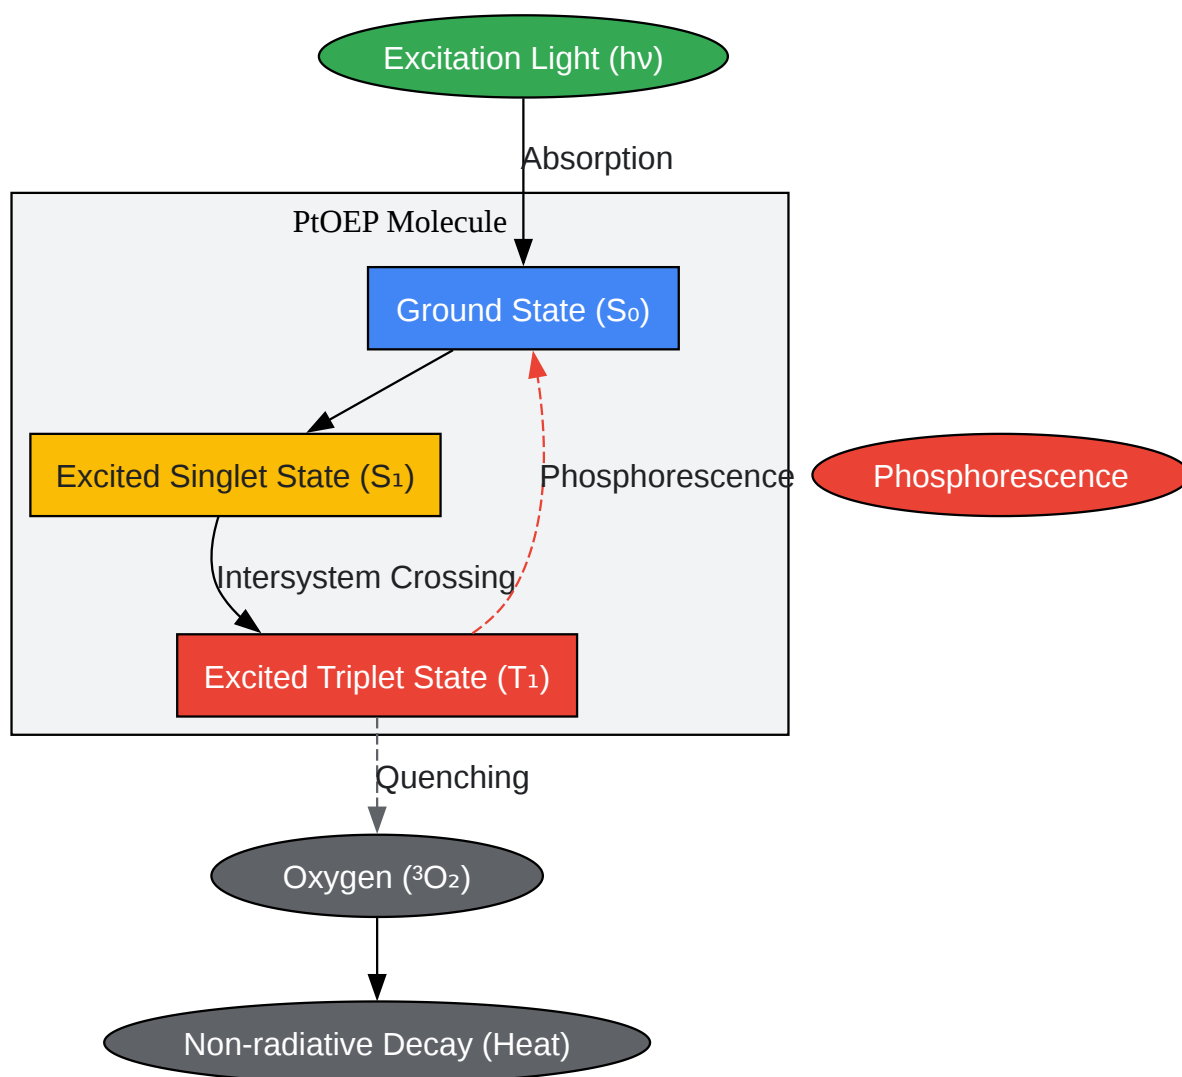 Excitation Light (hν)
Absorption
PtOEP Molecule
Ground State (S₀)
Excited Singlet State (S₁)
Phosphorescence
Phosphorescence
Intersystem Crossing
Excited Triplet State (T₁)
Quenching
Oxygen (³O₂)
Non-radiative Decay (Heat)